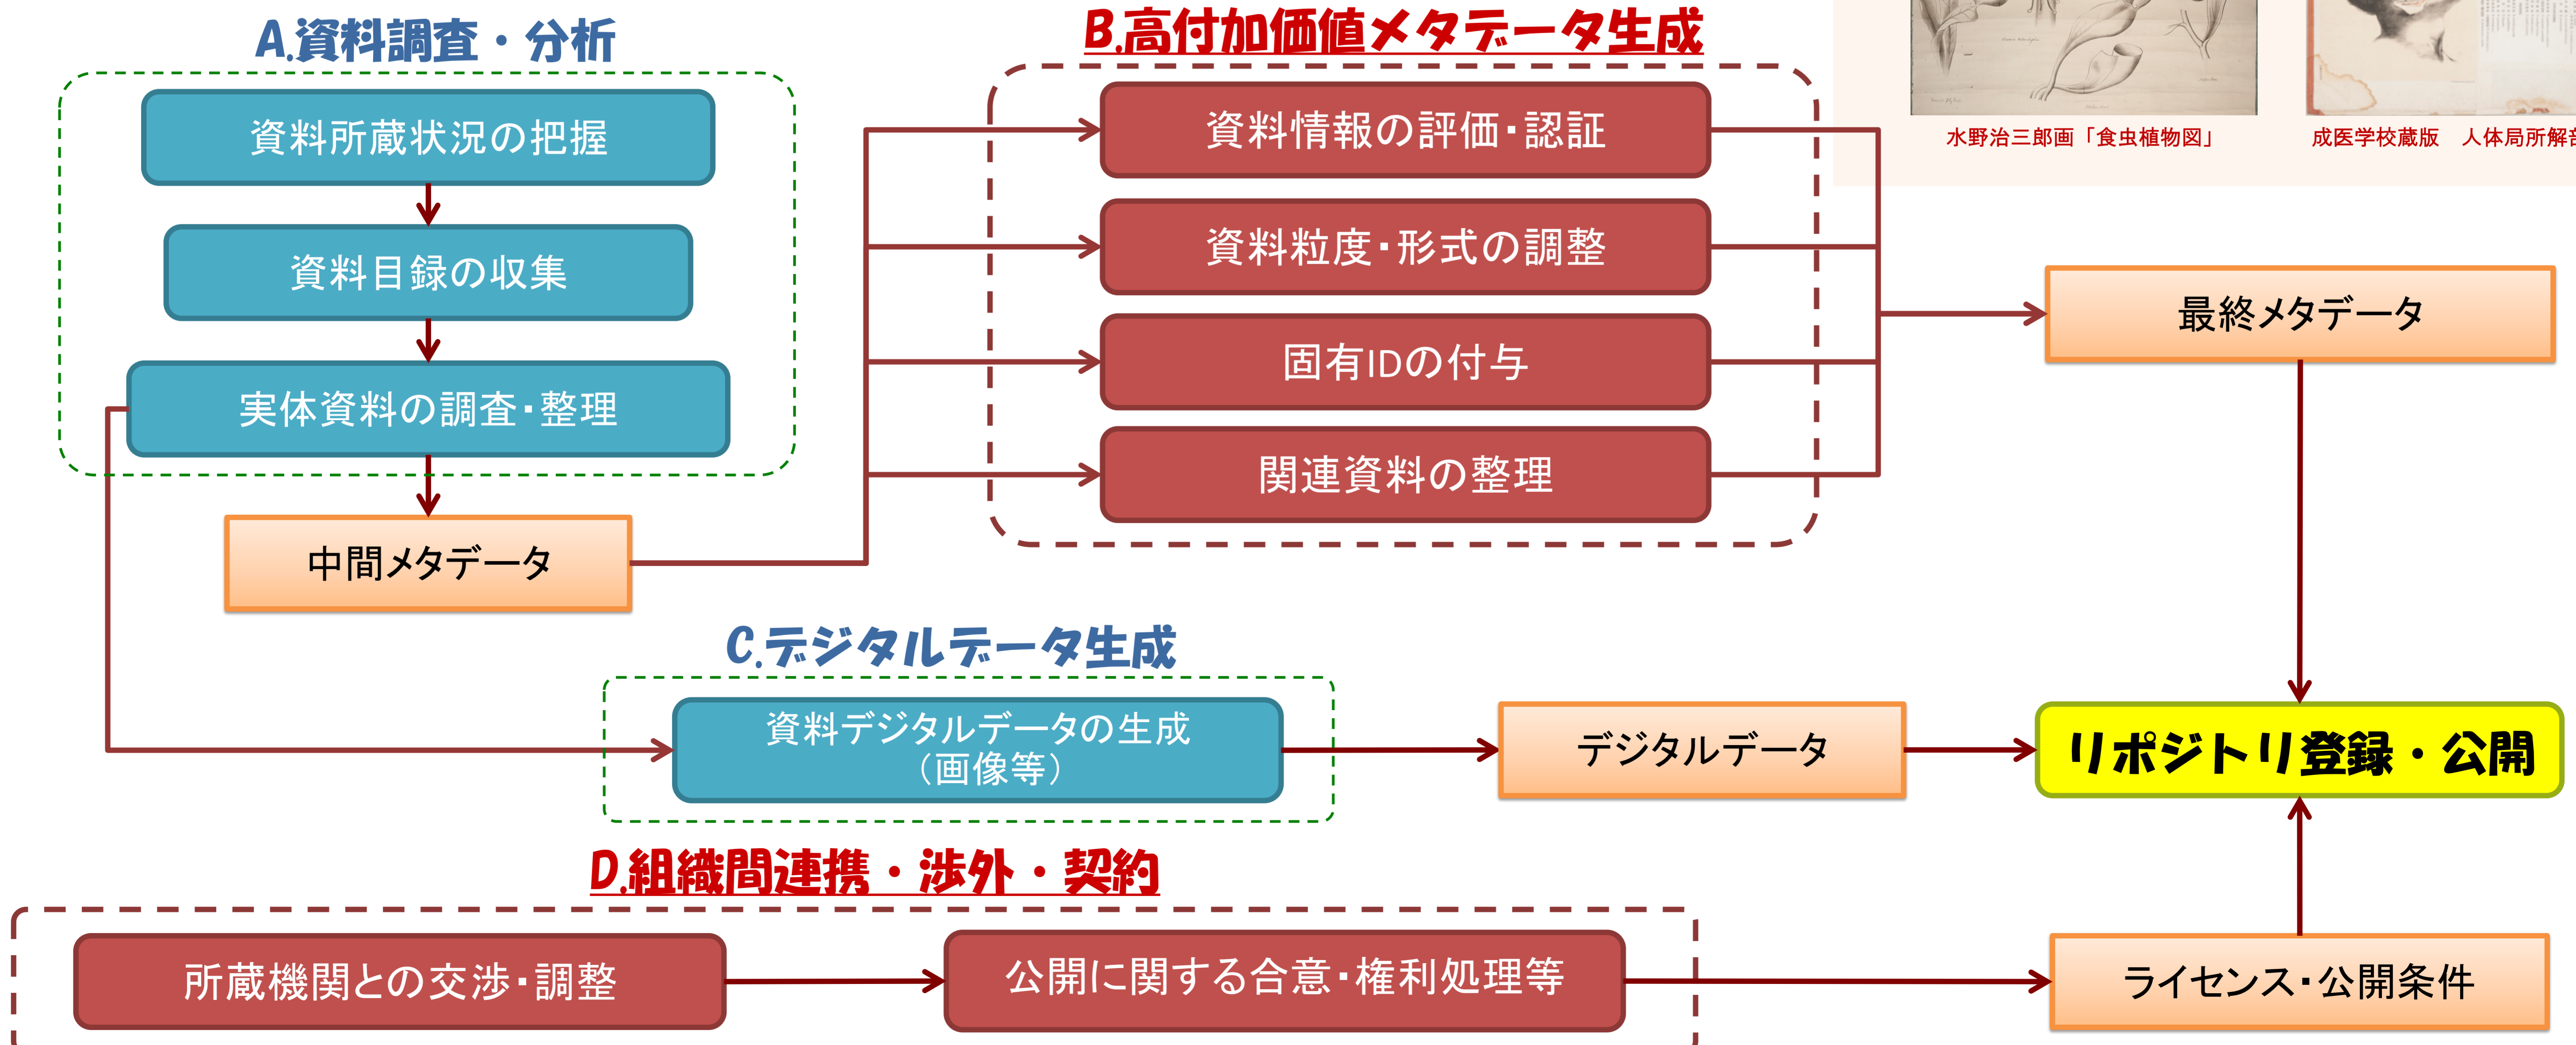 A.資料調査・分析
資料所蔵状況の把握
資料目録の収集
実体資料の調査・整理
中間メタデータ
B.高付加価値メタデータ生成
資料情報の評価・認証
資料粒度・形式の調整
固有IDの付与
関連資料の整理
水野治三郎画「食虫植物図」
成医学校蔵版　人体局所解剖
最終メタデータ
C.デジタルデータ生成
資料デジタルデータの生成
（画像等）
デジタルデータ
リポジトリ登録・公開
D.組織間連携・渉外・契約
所蔵機関との交渉・調整
公開に関する合意・権利処理等
ライセンス・公開条件